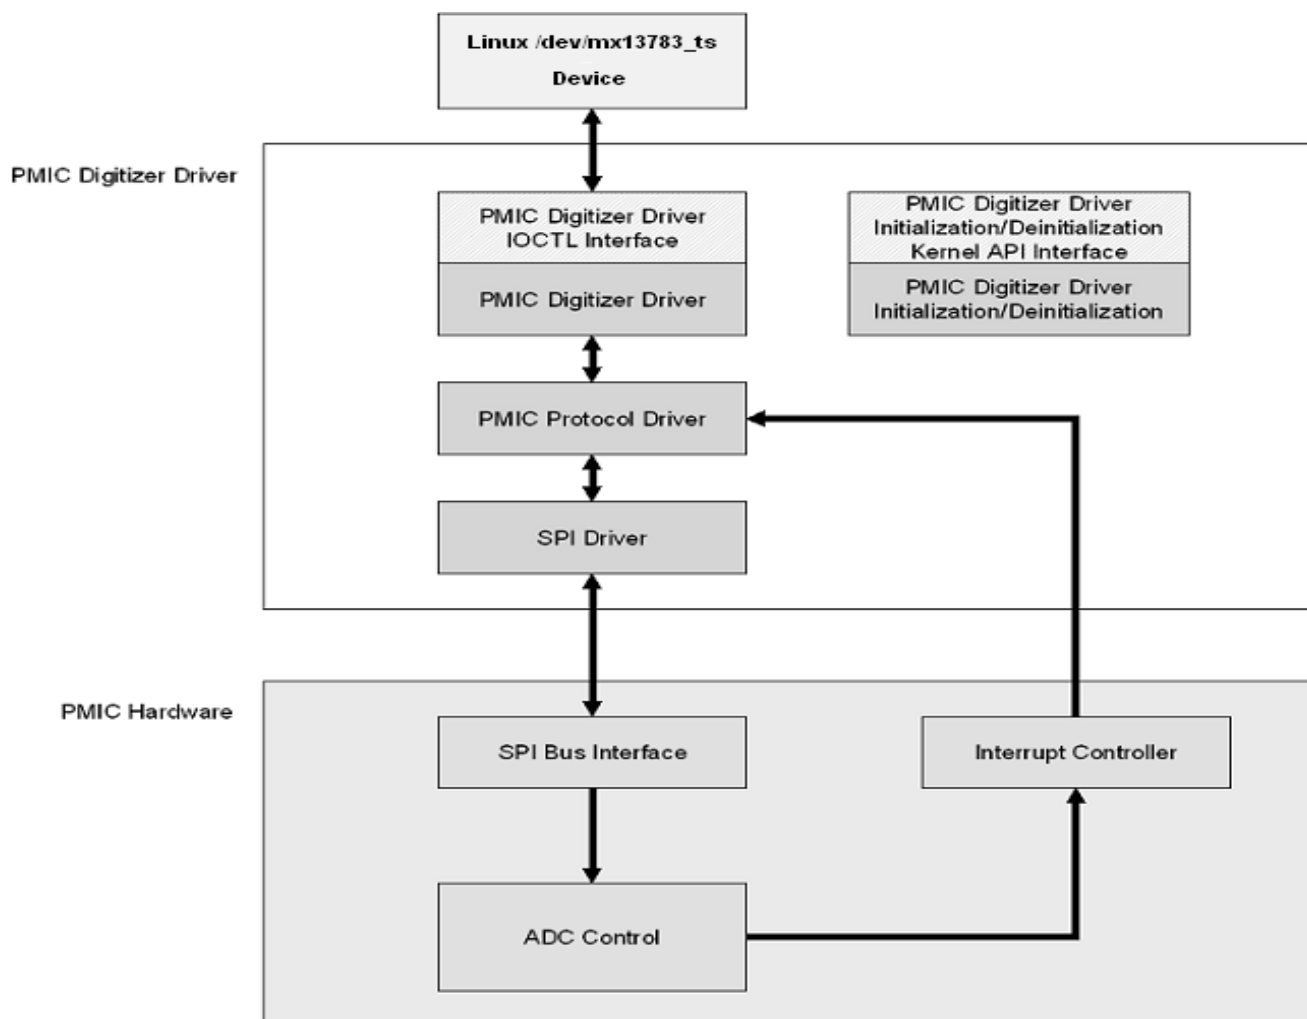 Linux /dev/mx13783_ts
Device
PMIC Digitizer Driver
PMIC Digitizer Driver
IOCTL Interface
PMIC Digitizer Driver
PMIC Digitizer Driver
Initialization/Deinitialization
Kernel API Interface
PMIC Digitizer Driver
Initialization/Deinitialization
PMIC Protocol Driver
SPI Driver
PMIC Hardware
SPI Bus Interface
Interrupt Controller
ADC Control